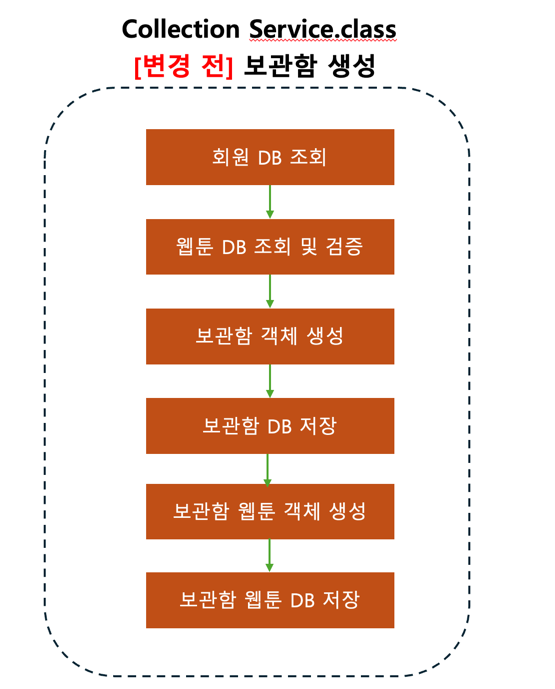 Collection Service.class
[변경 전] 보관함 생성
회원 DB 조회
웹툰 DB 조회 및 검증
보관함 객체 생성
보관함 DB 저장
보관함 웹툰 객체 생성
보관함 웹툰 DB 저장